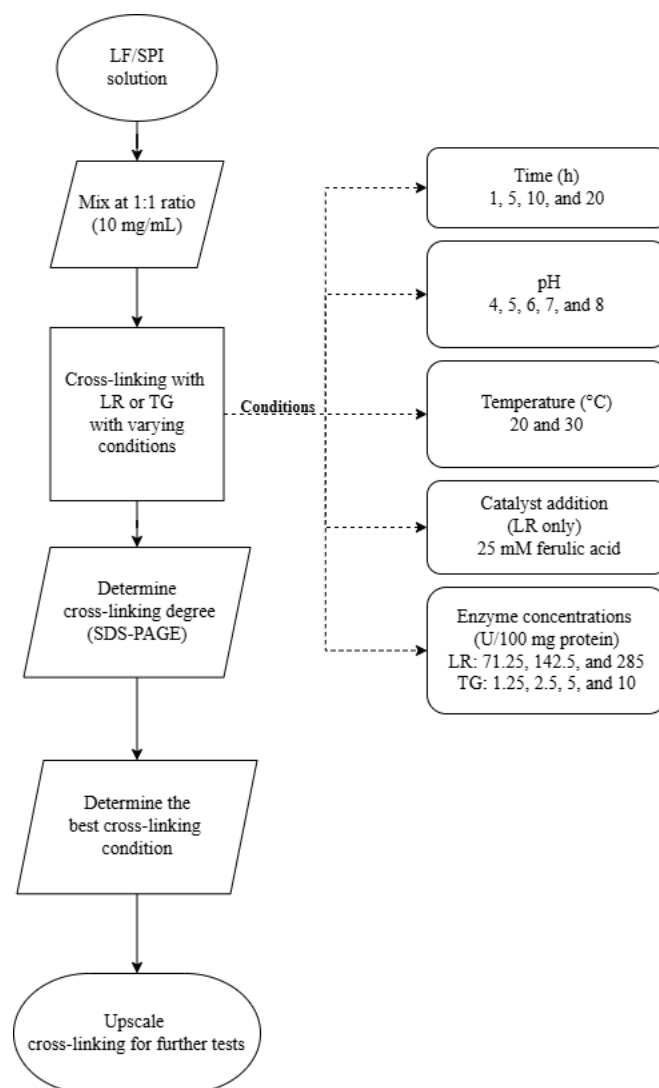 LF/SPI
solution
Mix at 1:1 ratio
(10 mg/mL)
Cross-linking with
LR or TG
with varying
conditions
Conditions
Time (h)
1, 5, 10, and 20
pH
4, 5, 6, 7, and 8
Temperature (°C)
20 and 30
Catalyst addition
(LR only)
25 mM ferulic acid
Enzyme concentrations
(U/100 mg protein)
LR: 71.25, 142.5, and 285
TG: 1.25, 2.5, 5, and 10
Determine
cross-linking degree
(SDS-PAGE)
Determine the
best cross-linking
condition
Upscale
cross-linking for further tests